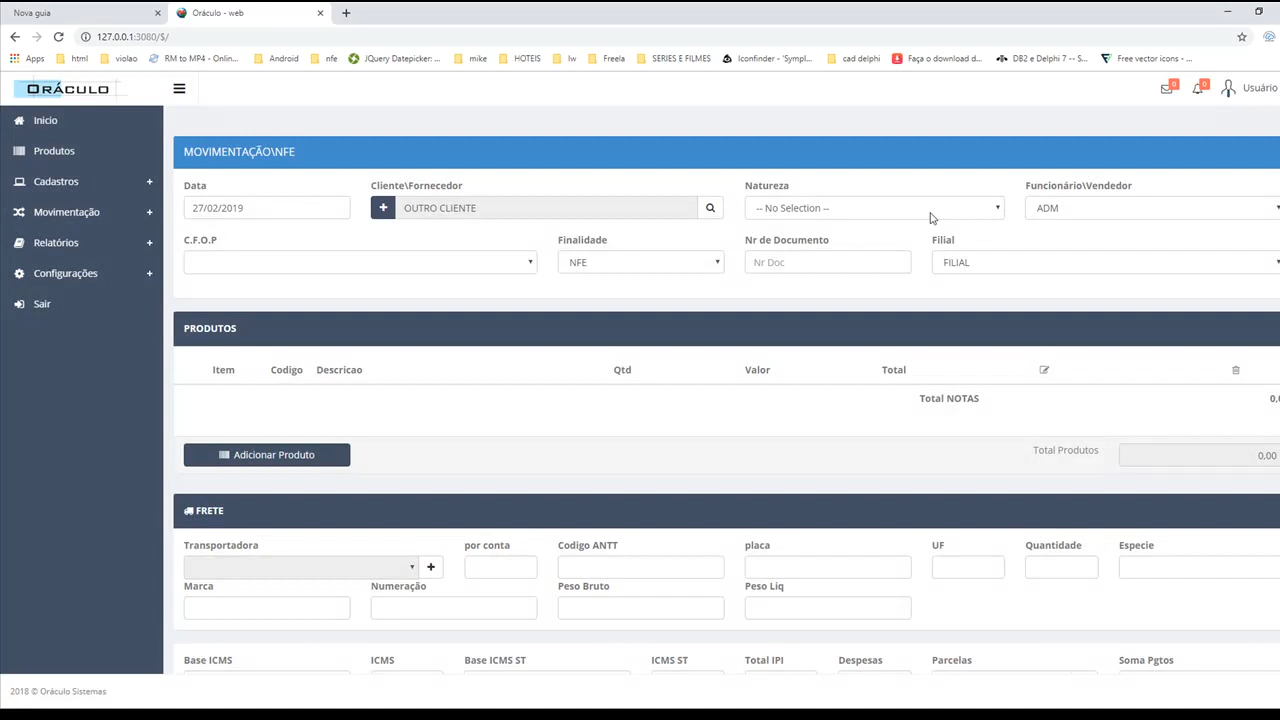 Nova guia
Oráculo - web
127.0.0.1:3080/$/
Apps html violao RM to MP4 - Onlin... Android nfe JQuery Datepicker: ... mike HOTEIS lw Freela SERIES E FILMES Iconfinder - 'Sympl... cad delphi Faça o download d... DB2 e Delphi 7 -- S... Free vector icons - ...
ORÁCULO
0 0 Usuário
Inicio
Produtos
Cadastros +
Movimentação +
Relatórios +
Configurações +
Sair
MOVIMENTAÇÃO\NFE
Data Cliente\Fornecedor Natureza Funcionário\Vendedor
27/02/2019 + OUTRO CLIENTE -- No Selection -- ADM
C.F.O.P Finalidade Nr de Documento Filial
NFE Nr Doc FILIAL
PRODUTOS
Item Codigo Descricao Qtd Valor Total
Total NOTAS
Adicionar Produto Total Produtos 0,00
FRETE
Transportadora por conta Codigo ANTT placa UF Quantidade Especie
+
Marca Numeração Peso Bruto Peso Liq
Base ICMS ICMS Base ICMS ST ICMS ST Total IPI Despesas Parcelas Soma Pgtos
2018 © Oráculo Sistemas